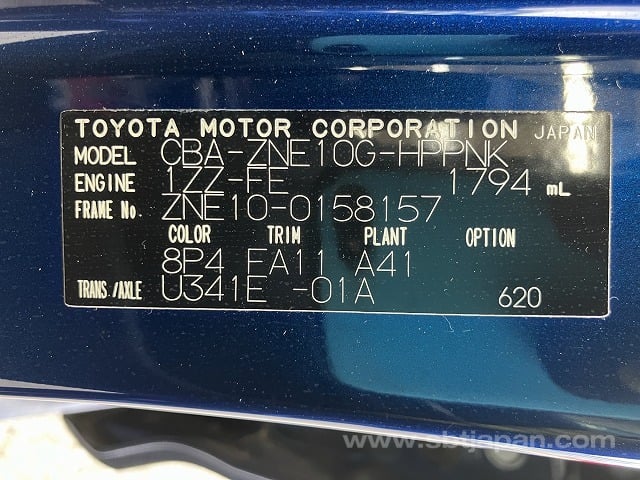 TOYOTA MOTOR CORPORATION JAPAN
MODEL CBA-ZNE10G-HPPNK
ENGINE 1ZZ-FE 1794 mL
FRAME No. ZNE10-0158157
COLOR TRIM PLANT OPTION
8P4 FA11 A41
TRANS./AXLE U341E -01A 620
www.sbtjapan.com